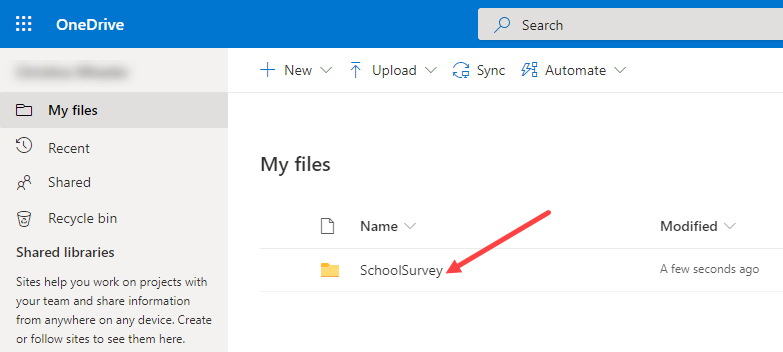 OneDrive
Search
New
Upload
Sync
Automate
My files
Recent
Shared
Recycle bin
Shared libraries
Sites help you work on projects with
your team and share information
from anywhere on any device. Create
or follow sites to see them here.
My files
Name
Modified
SchoolSurvey
A few seconds ago